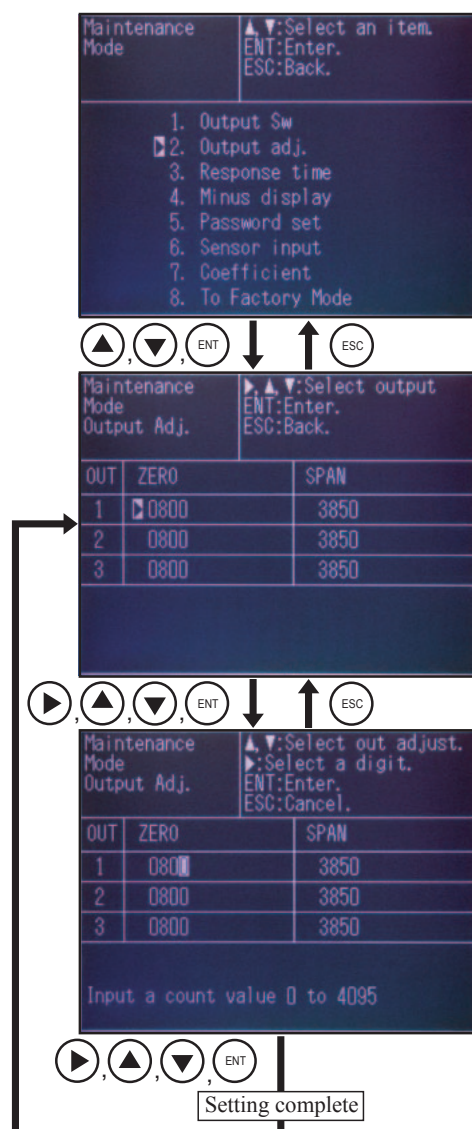 Maintenance Mode
▲,▼:Select an item.
ENT:Enter.
ESC:Back.
1. Output Sw
2. Output adj.
3. Response time
4. Minus display
5. Password set
6. Sensor input
7. Coefficient
8. To Factory Mode
▲,▼,ENT ESC
Maintenance Mode Output Adj.
▶,▲,▼:Select output
ENT:Enter.
ESC:Back.
OUT ZERO SPAN
1 0800 3850
2 0800 3850
3 0800 3850
▶,▲,▼,ENT ESC
Maintenance Mode Output Adj.
▲,▼:Select out adjust.
▶:Select a digit.
ENT:Enter.
ESC:Cancel.
OUT ZERO SPAN
1 0800 3850
2 0800 3850
3 0800 3850
Input a count value 0 to 4095
▶,▲,▼,ENT
Setting complete